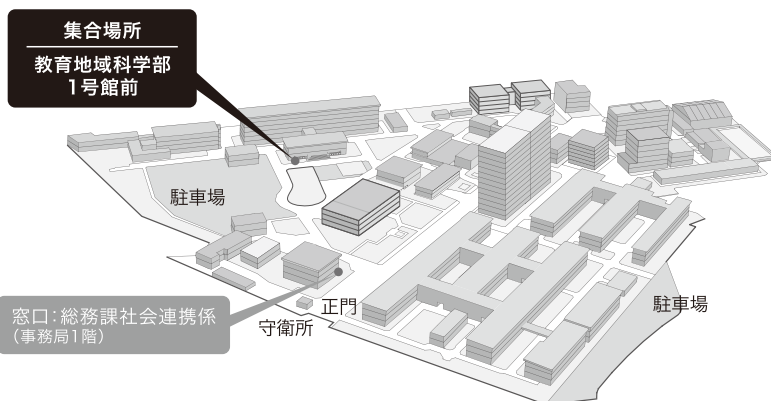 集合場所
教育地域科学部
1号館前
駐車場
窓口：総務課社会連携係
（事務局1階）
正門
守衛所
駐車場